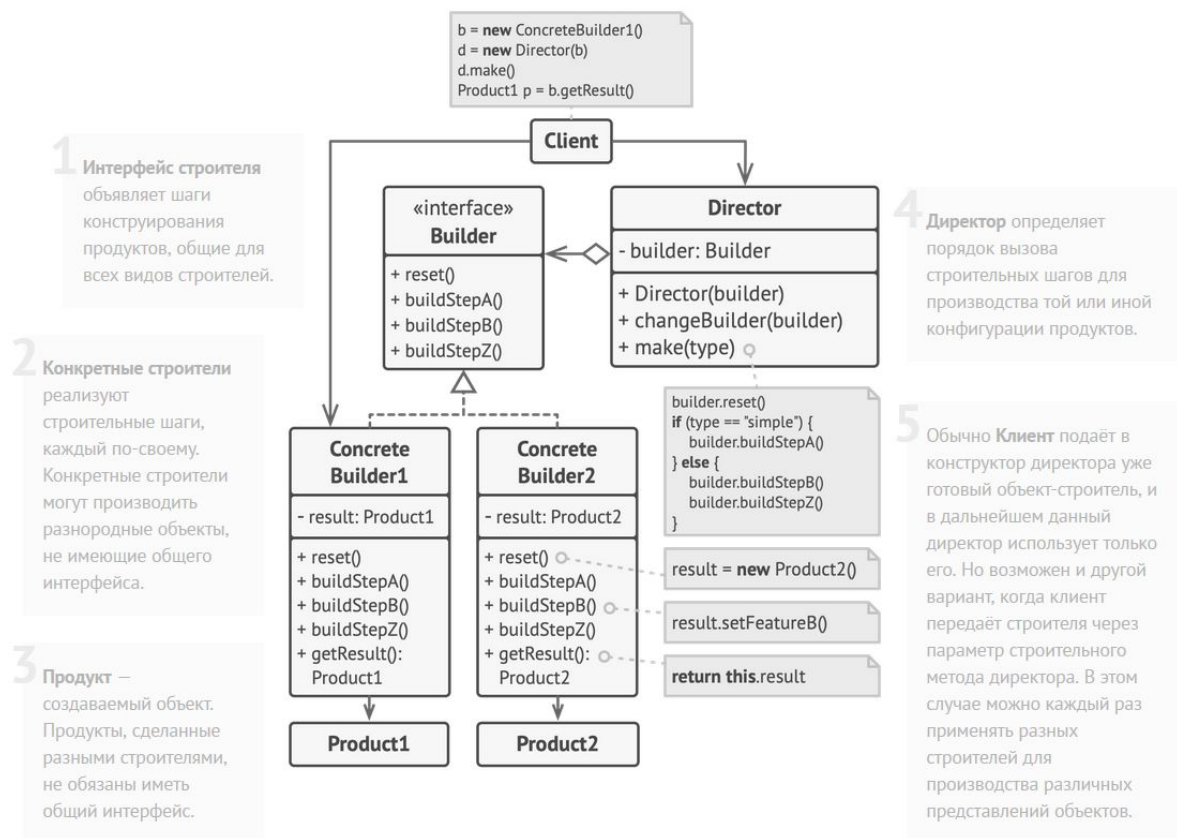 b = new ConcreteBuilder1()
d = new Director(b)
d.make()
Product1 p = b.getResult()
Client
1
Интерфейс строителя
объявляет шаги
конструирования
продуктов, общие для
всех видов строителей.
«interface»
Builder
+ reset()
+ buildStepA()
+ buildStepB()
+ buildStepZ()
Director
- builder: Builder
+ Director(builder)
+ changeBuilder(builder)
+ make(type)
4
Директор определяет
порядок вызова
строительных шагов для
производства той или иной
конфигурации продуктов.
2
Конкретные строители
реализуют
строительные шаги,
каждый по-своему.
Конкретные строители
могут производить
разнородные объекты,
не имеющие общего
интерфейса.
builder.reset()
if (type == "simple") {
builder.buildStepA()
} else {
builder.buildStepB()
builder.buildStepZ()
}
Concrete
Builder1
- result: Product1
+ reset()
+ buildStepA()
+ buildStepB()
+ buildStepZ()
+ getResult():
Product1
Concrete
Builder2
- result: Product2
+ reset()
+ buildStepA()
+ buildStepB()
+ buildStepZ()
+ getResult():
Product2
result = new Product2()
result.setFeatureB()
return this.result
5
Обычно Клиент подаёт в
конструктор директора уже
готовый объект-строитель, и
в дальнейшем данный
директор использует только
его. Но возможен и другой
вариант, когда клиент
передаёт строителя через
параметр строительного
метода директора. В этом
случае можно каждый раз
применять разных
строителей для
производства различных
представлений объектов.
3
Продукт —
создаваемый объект.
Продукты, сделанные
разными строителями,
не обязаны иметь
общий интерфейс.
Product1
Product2